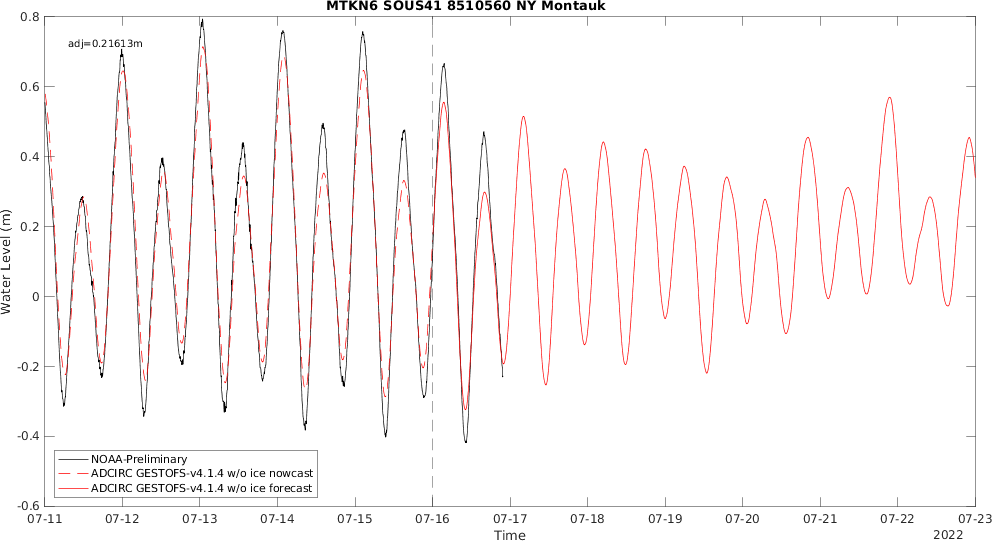 MTKN6 SOUS41 8510560 NY Montauk
adj=0.21613m
0.8
0.6
0.4
0.2
0
-0.2
-0.4
-0.6
Water Level (m)
NOAA-Preliminary
ADCIRC GESTOFS-v4.1.4 w/o ice nowcast
ADCIRC GESTOFS-v4.1.4 w/o ice forecast
07-11 07-12 07-13 07-14 07-15 07-16 07-17 07-18 07-19 07-20 07-21 07-22 07-23
Time
2022